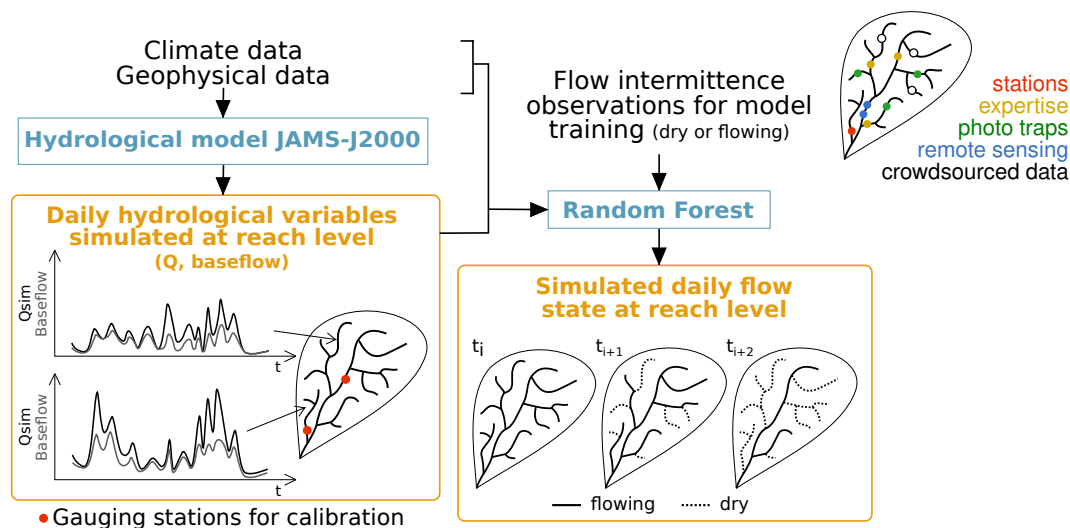 Climate data
Geophysical data
Hydrological model JAMS-J2000
Daily hydrological variables
simulated at reach level
(Q, baseflow)
Qsim
Baseflow
t
Qsim
Baseflow
t
Gauging stations for calibration
Flow intermittence
observations for model
training (dry or flowing)
Random Forest
Simulated daily flow
state at reach level
ti
ti+1
ti+2
flowing
dry
stations
expertise
photo traps
remote sensing
crowdsourced data